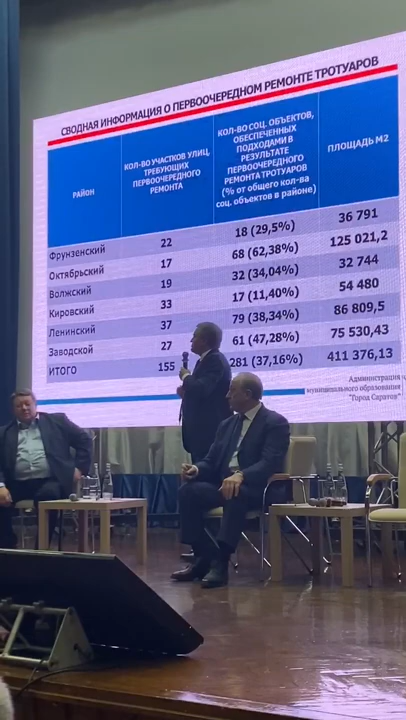 СВОДНАЯ ИНФОРМАЦИЯ О ПЕРВООЧЕРЕДНОМ РЕМОНТЕ ТРОТУАРОВ
РАЙОН
КОЛ-ВО УЧАСТКОВ УЛИЦ,
ТРЕБУЮЩИХ
ПЕРВООЧЕРЕДНОГО
РЕМОНТА
КОЛ-ВО СОЦ. ОБЪЕКТОВ,
ОБЕСПЕЧЕННЫХ
ПОДХОДАМИ В
РЕЗУЛЬТАТЕ
ПЕРВООЧЕРЕДНОГО
РЕМОНТА ТРОТУАРОВ
(% от общего кол-ва
соц. объектов в районе)
ПЛОЩАДЬ М2
Фрунзенский 22 18 (29,5%) 36 791
Октябрьский 17 68 (62,38%) 125 021,2
Волжский 19 32 (34,04%) 32 744
Кировский 33 17 (11,40%) 54 480
Ленинский 37 79 (38,34%) 86 809,5
Заводской 27 61 (47,28%) 75 530,43
ИТОГО 155 281 (37,16%) 411 376,13
Администрация
муниципального образования
"Город Саратов"